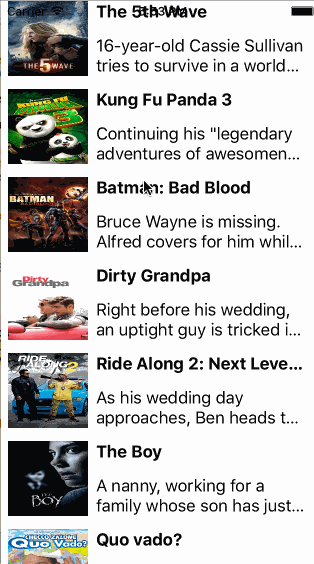 Carrier
The 5th Wave
16-year-old Cassie Sullivan
tries to survive in a world...
THE 5 WAVE
Kung Fu Panda 3
Continuing his "legendary
adventures of awesomen...
KUNG FU
PANDA
3
Batman: Bad Blood
Bruce Wayne is missing.
Alfred covers for him whil...
BATMAN
Dirty Grandpa
Right before his wedding,
an uptight guy is tricked i...
Dirty
Grandpa
Ride Along 2: Next Leve...
As his wedding day
approaches, Ben heads t...
RIDE
ALONG 2
The Boy
A nanny, working for a
family whose son has just...
THE
BOY
Quo vado?
CHECCO ZALONE
Quo Vado?